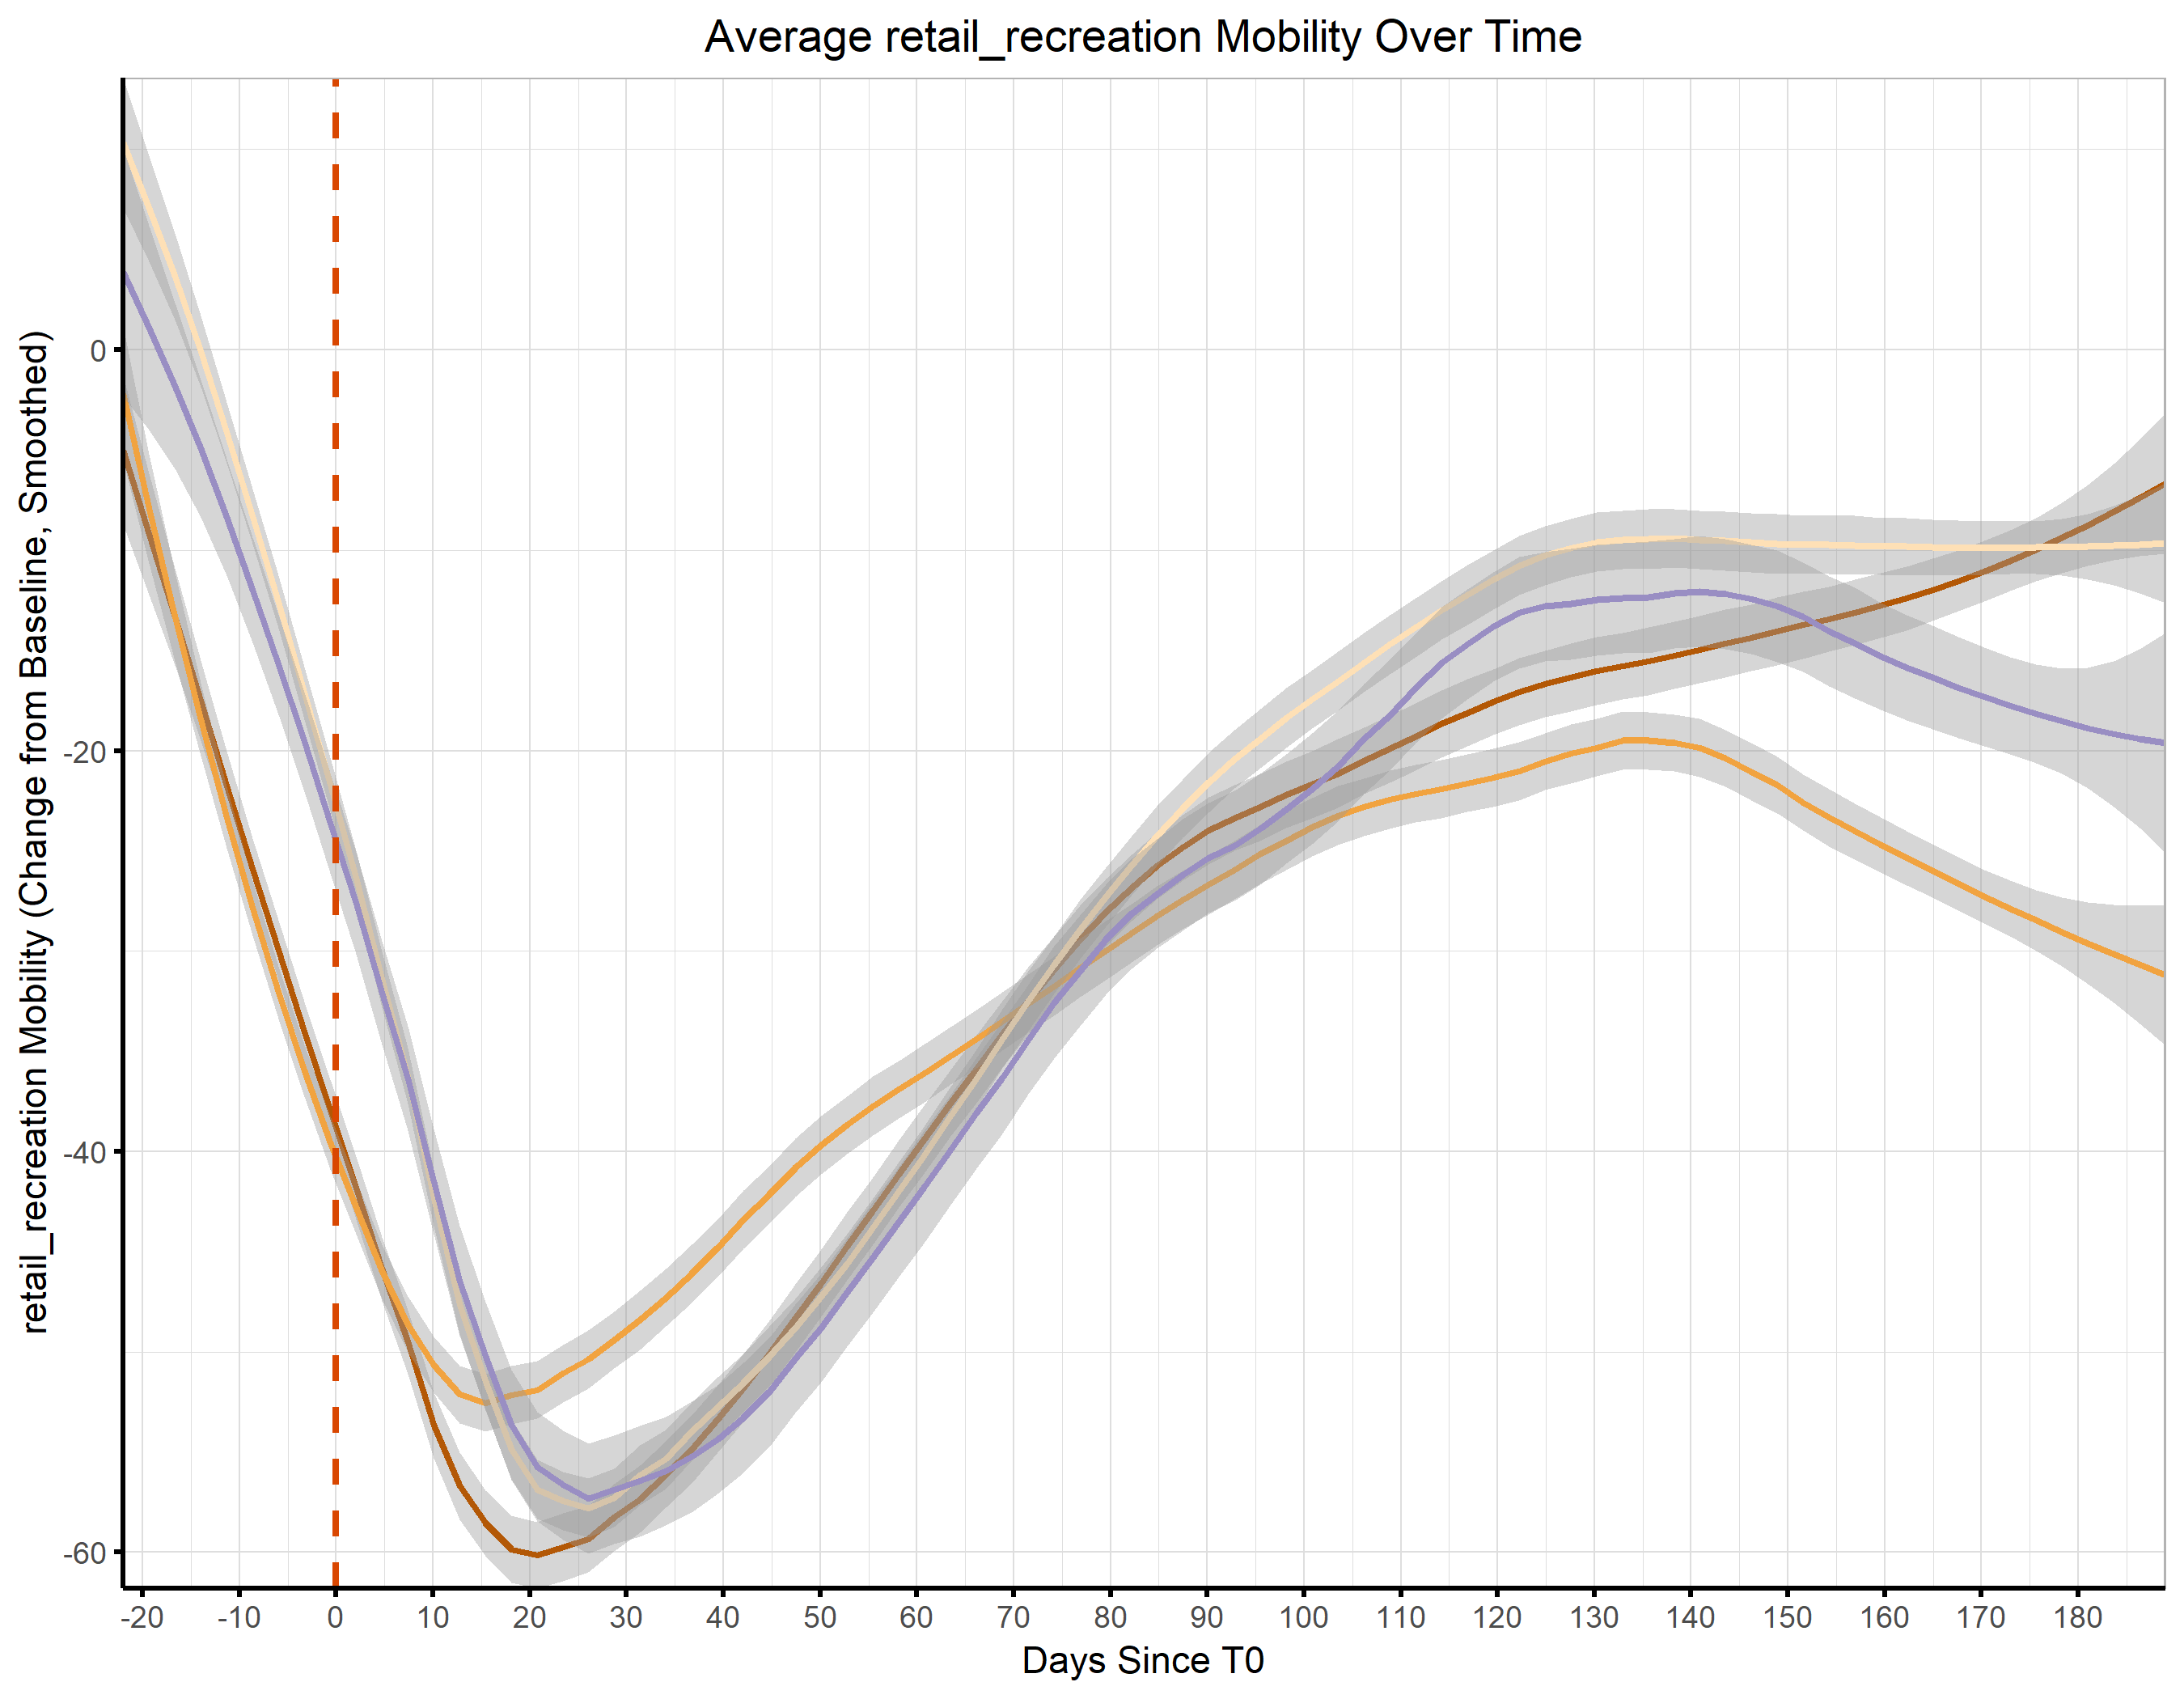 Average retail_recreation Mobility Over Time
retail_recreation Mobility (Change from Baseline, Smoothed)
0
-20
-40
-60
-20 -10 0 10 20 30 40 50 60 70 80 90 100 110 120 130 140 150 160 170 180
Days Since T0